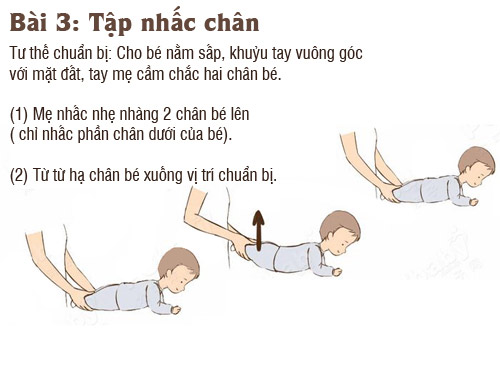 Bài 3: Tập nhấc chân
Tư thế chuẩn bị: Cho bé nằm sấp, khuỷu tay vuông góc
với mặt đất, tay mẹ cầm chắc hai chân bé.
(1) Mẹ nhấc nhẹ nhàng 2 chân bé lên
( chỉ nhấc phần chân dưới của bé).
(2) Từ từ hạ chân bé xuống vị trí chuẩn bị.